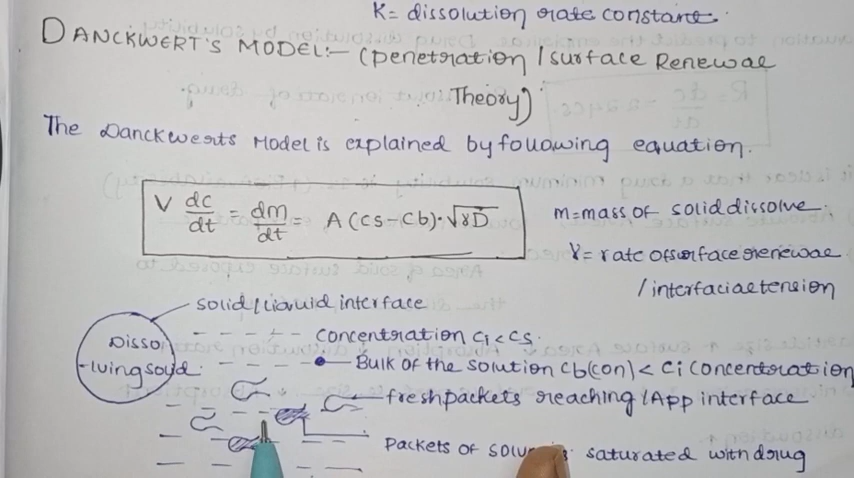 K = dissolution rate constant.
DANCKWERT'S MODEL:- (penetration / surface Renewal
Theory)
The Danckwerts Model is explained by following equation.
V dc/dt = dm/dt = A(Cs-Cb).√γD
m=mass of solid dissolve.
γ= rate of surface renewal
/ interfacial tension
solid/liquid interface
Concentration Ci<Cs.
Disso
-lving solid.
Bulk of the solution Cb(con) < Ci Concentoration
fresh packets reaching / App interface
Packets of saturated with drug